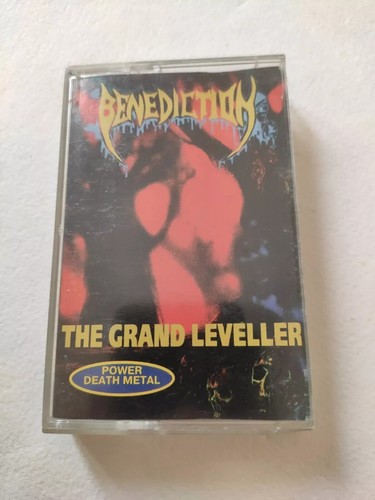 BENEDICTION
THE GRAND LEVELLER
POWER
DEATH METAL